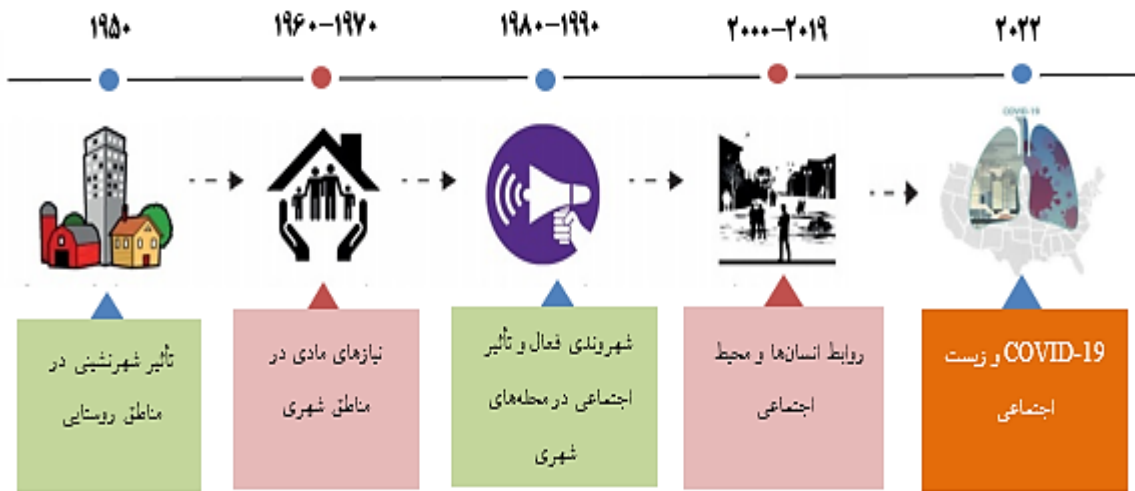 ۱۹۵۰
۱۹۶۰-۱۹۷۰
۱۹۸۰-۱۹۹۰
۲۰۰۰-۲۰۱۹
۲۰۲۲
COVID-19
تأثیر شهرنشینی در
مناطق روستایی
نیازهای مادی در
مناطق شهری
شهروندی فعال و تأثیر
اجتماعی در محله‌های
شهری
روابط انسان‌ها و محیط
اجتماعی
COVID-19 و زیست
اجتماعی